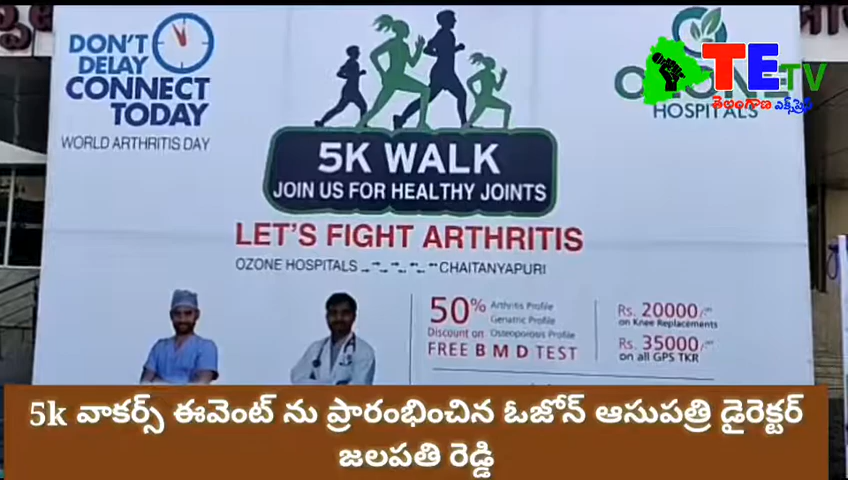 DON'T
DELAY
CONNECT
TODAY
WORLD ARTHRITIS DAY
TE TV
తెలంగాణ ఎక్స్‌ప్రెస్
HOSPITALS
5K WALK
JOIN US FOR HEALTHY JOINTS
LET'S FIGHT ARTHRITIS
OZONE HOSPITALS CHAITANYAPURI
50%
Discount on
Arthritis Profile
Geriatric Profile
Osteoporous Profile
FREE BMD TEST
Rs. 20000/-
on Knee Replacements
Rs. 35000/-
on all GPS TKR
5k వాకర్స్ ఈవెంట్ ను ప్రారంభించిన ఓజోన్ ఆసుపత్రి డైరెక్టర్
జలపతి రెడ్డి